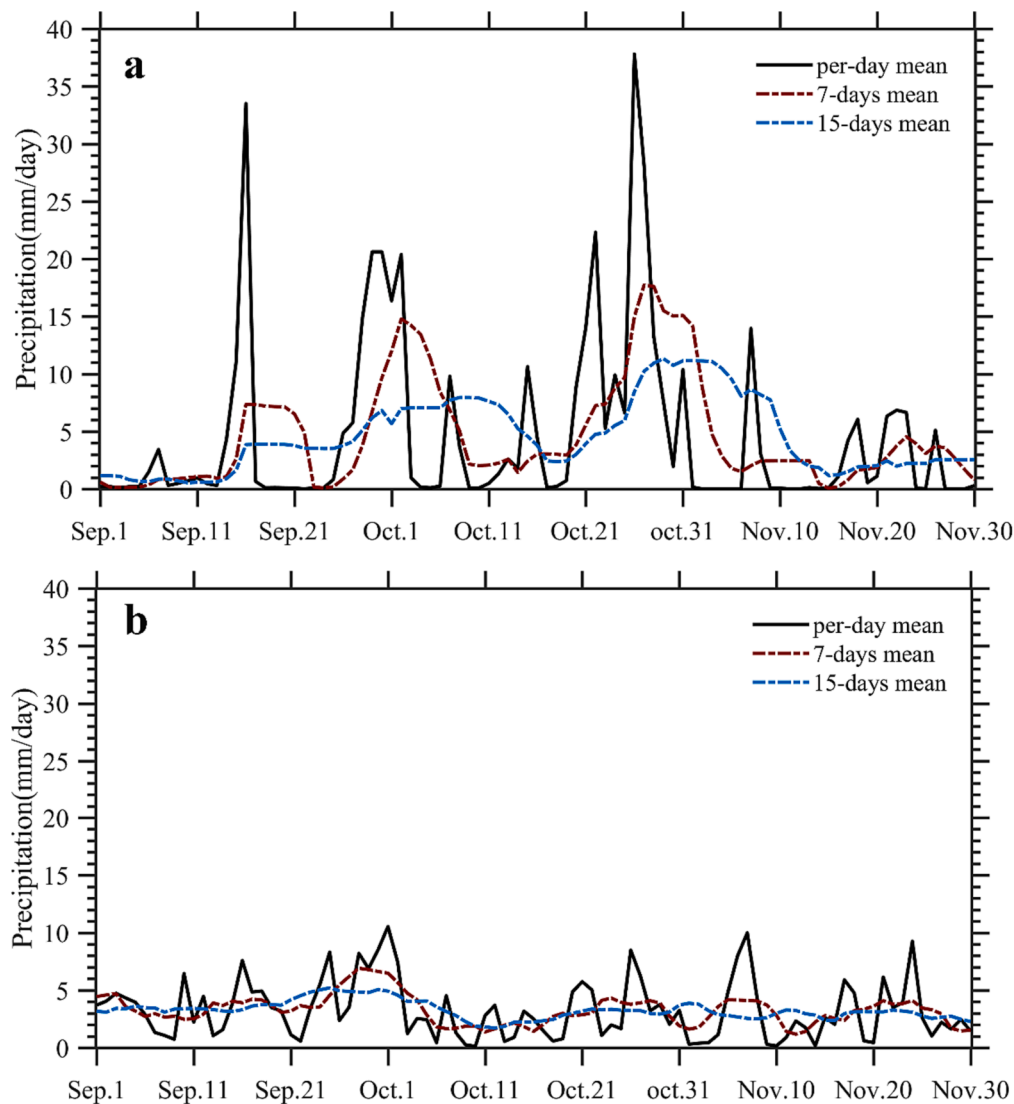 a
per-day mean
7-days mean
15-days mean
Precipitation(mm/day)
40
35
30
25
20
15
10
5
0
Sep.1 Sep.11 Sep.21 Oct.1 Oct.11 Oct.21 oct.31 Nov.10 Nov.20 Nov.30
b
per-day mean
7-days mean
15-days mean
Precipitation(mm/day)
40
35
30
25
20
15
10
5
0
Sep.1 Sep.11 Sep.21 Oct.1 Oct.11 Oct.21 oct.31 Nov.10 Nov.20 Nov.30